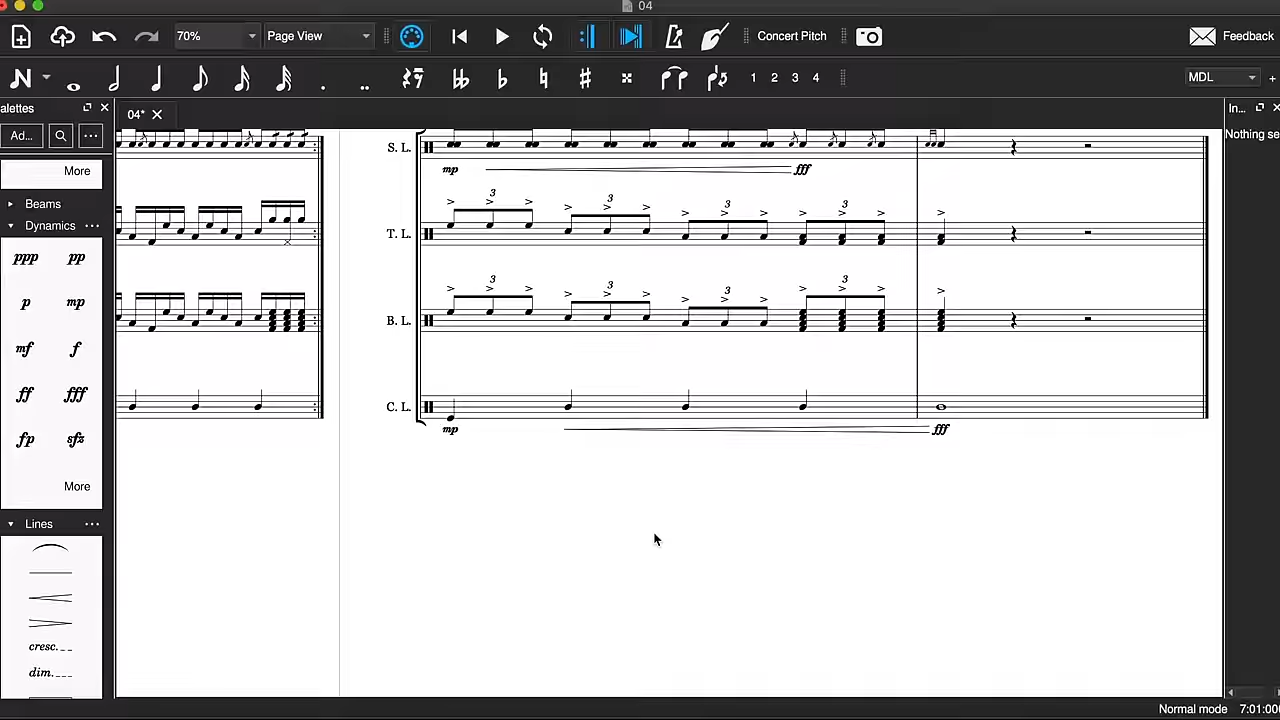 04
70% Page View Concert Pitch Feedback
1 2 3 4 MDL +
alettes 04* In...
Ad... ... Nothing se
More
Beams
Dynamics ...
ppp pp
p mp
mf f
ff fff
fp sfz
More
Lines ...
cresc.
dim.
S. L.
mp fff
3 3 3 3
T. L.
3 3 3 3
B. L.
C. L.
mp fff
Normal mode 7:01:00